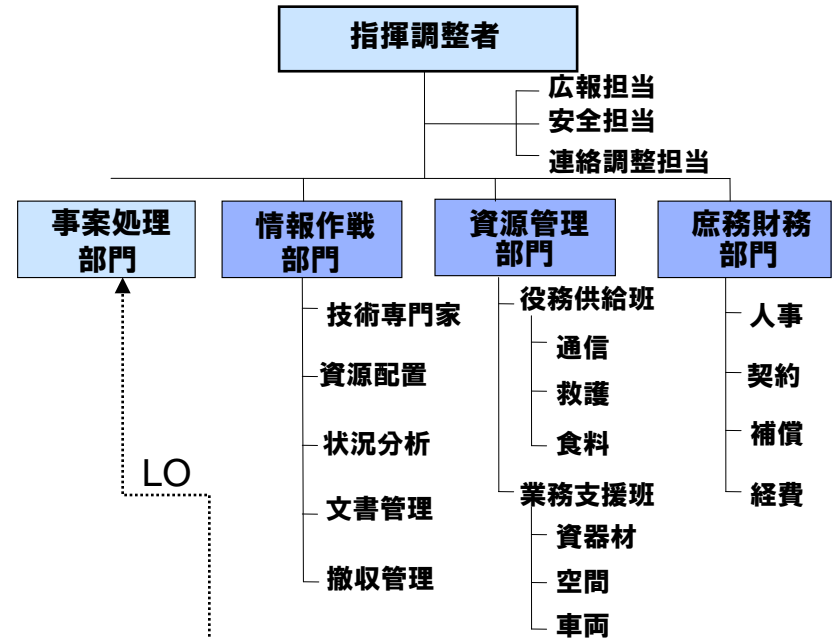 指揮調整者
広報担当
安全担当
連絡調整担当
事案処理
部門
情報作戦
部門
資源管理
部門
庶務財務
部門
技術専門家
資源配置
状況分析
文書管理
撤収管理
役務供給班
通信
救護
食料
業務支援班
資器材
空間
車両
人事
契約
補償
経費
LO